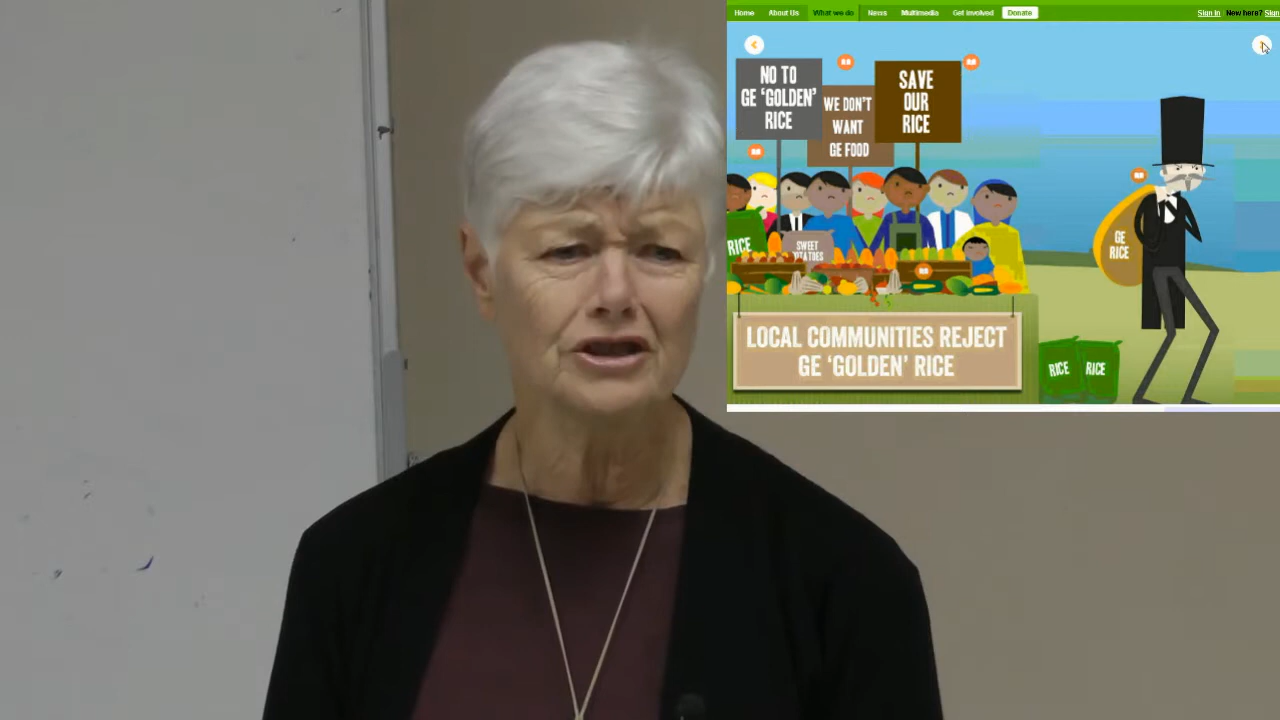 Home About Us What we do News Multimedia Get involved Donate Sign In New here? Sign
NO TO
GE ‘GOLDEN’
RICE
WE DON'T
WANT
GE FOOD
SAVE
OUR
RICE
RICE
SWEET
GE
RICE
LOCAL COMMUNITIES REJECT
GE ‘GOLDEN’ RICE
RICE RICE